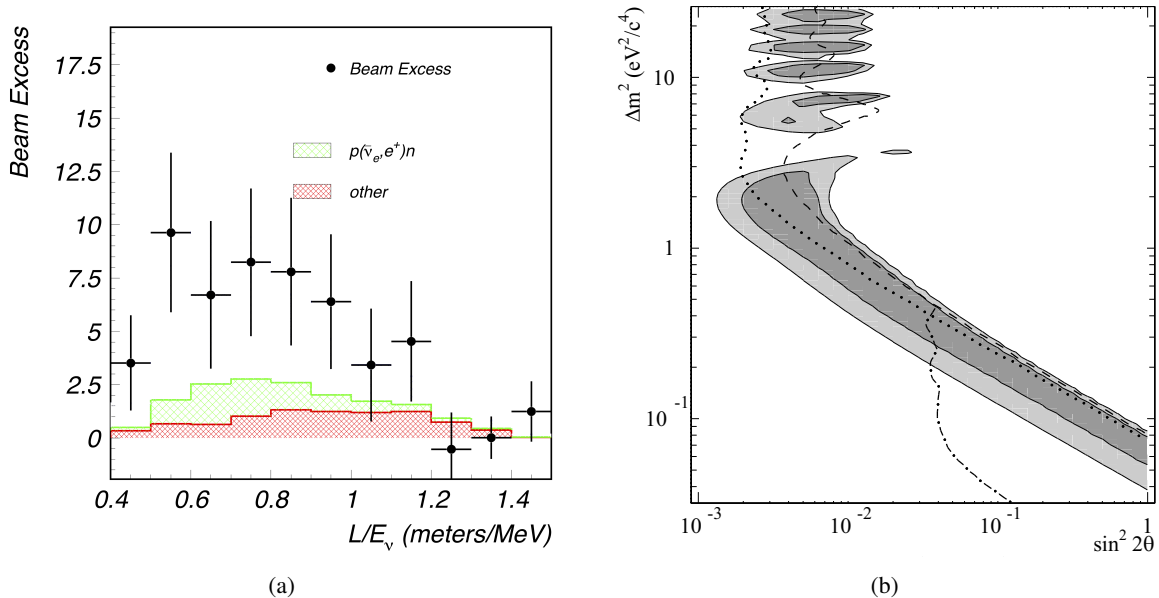 Beam Excess
17.5
15
12.5
10
7.5
5
2.5
0
0.4
0.6
0.8
1
1.2
1.4
L/Eν (meters/MeV)
Beam Excess
p(ν̄e,e⁺)n
other
(a)
Δm² (eV²/c⁴)
10
1
10⁻¹
10⁻³
10⁻²
10⁻¹
1
sin² 2θ
(b)